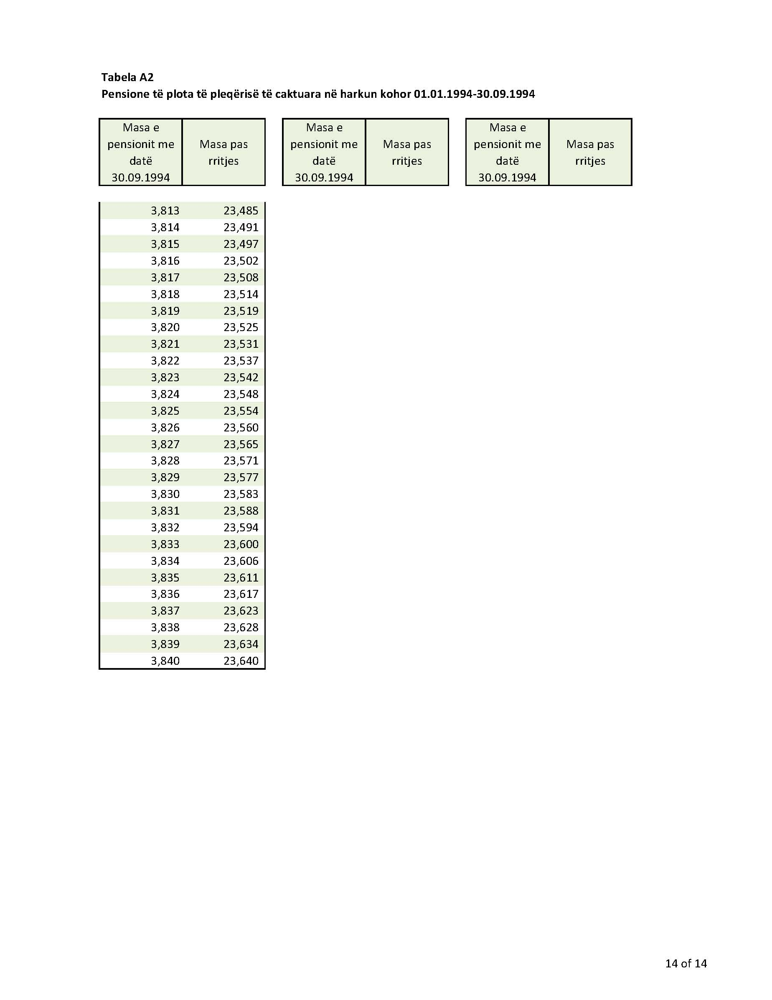 Tabela A2
Pensione të plota të pleqërisë të caktuara në harkun kohor 01.01.1994-30.09.1994
Masa e
pensionit me
datë
30.09.1994
Masa pas
rritjes
Masa e
pensionit me
datë
30.09.1994
Masa pas
rritjes
Masa e
pensionit me
datë
30.09.1994
Masa pas
rritjes
3,813 23,485
3,814 23,491
3,815 23,497
3,816 23,502
3,817 23,508
3,818 23,514
3,819 23,519
3,820 23,525
3,821 23,531
3,822 23,537
3,823 23,542
3,824 23,548
3,825 23,554
3,826 23,560
3,827 23,565
3,828 23,571
3,829 23,577
3,830 23,583
3,831 23,588
3,832 23,594
3,833 23,600
3,834 23,606
3,835 23,611
3,836 23,617
3,837 23,623
3,838 23,628
3,839 23,634
3,840 23,640
14 of 14